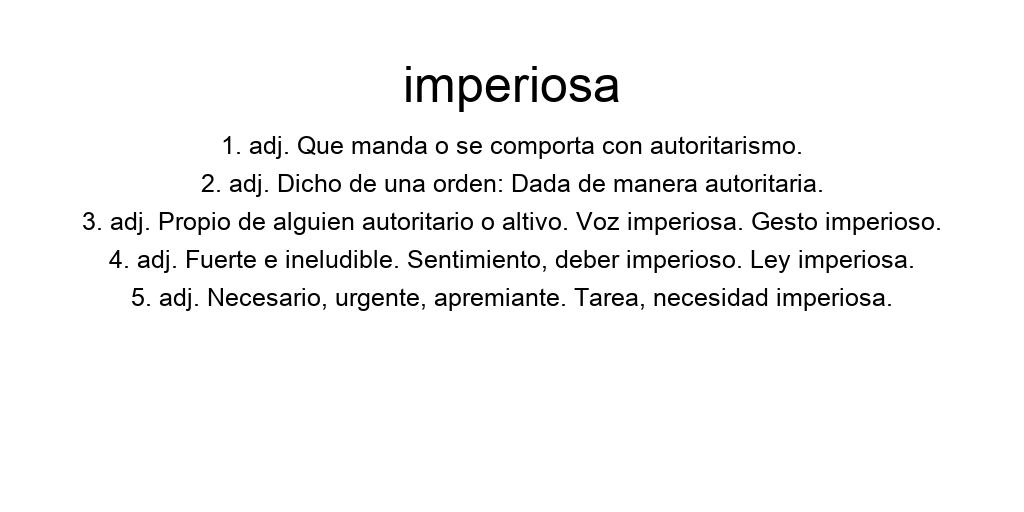 imperiosa
1. adj. Que manda o se comporta con autoritarismo.
2. adj. Dicho de una orden: Dada de manera autoritaria.
3. adj. Propio de alguien autoritario o altivo. Voz imperiosa. Gesto imperioso.
4. adj. Fuerte e ineludible. Sentimiento, deber imperioso. Ley imperiosa.
5. adj. Necesario, urgente, apremiante. Tarea, necesidad imperiosa.